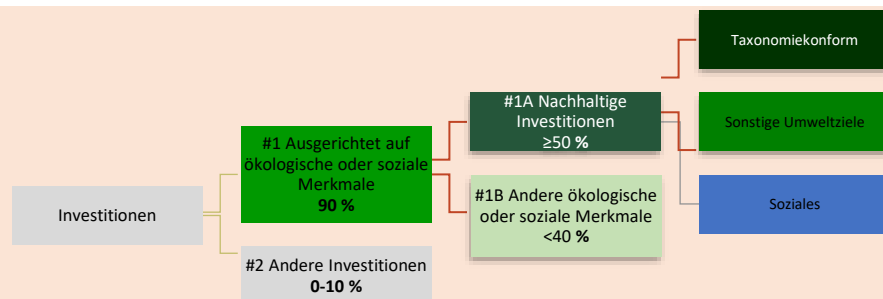 Investitionen
#1 Ausgerichtet auf
ökologische oder soziale
Merkmale
90 %
#2 Andere Investitionen
0-10 %
#1A Nachhaltige
Investitionen
≥50 %
#1B Andere ökologische
oder soziale Merkmale
<40 %
Taxonomiekonform
Sonstige Umweltziele
Soziales